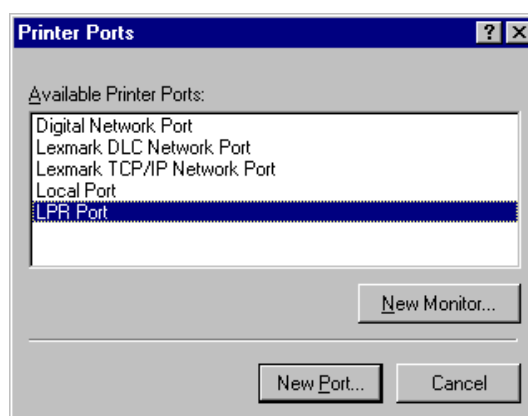 Printer Ports
Available Printer Ports:
Digital Network Port
Lexmark DLC Network Port
Lexmark TCP/IP Network Port
Local Port
LPR Port
New Monitor...
New Port...
Cancel